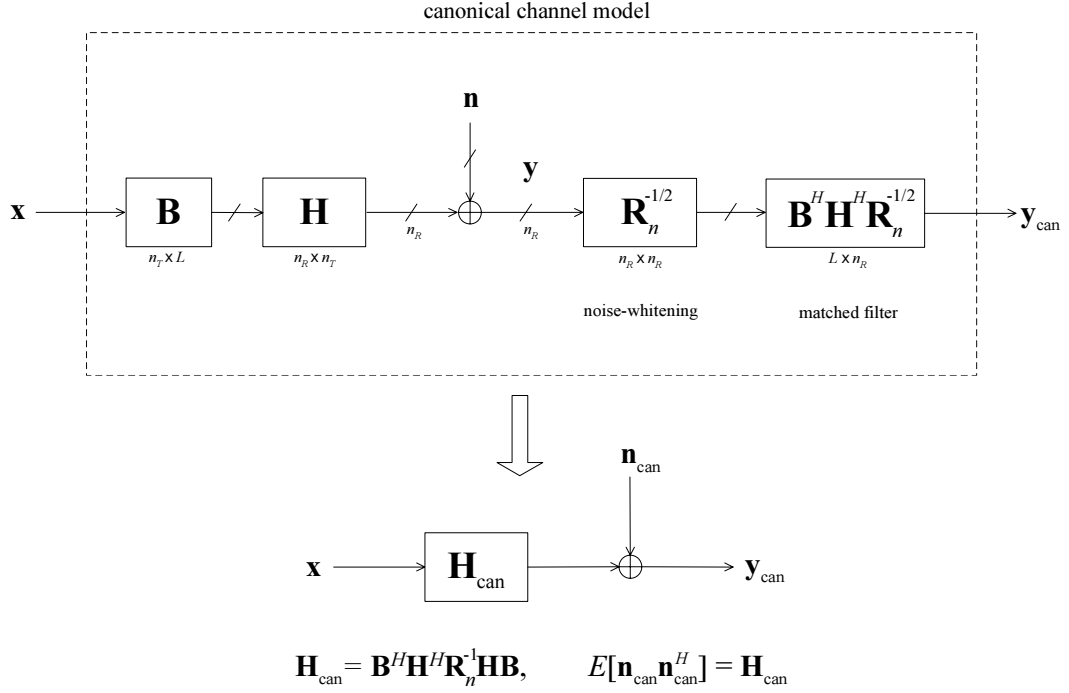 canonical channel model
n
y
x B H R_n^{-1/2} B^H H^H R_n^{-1/2} y_can
n_R n_R
n_T x L n_R x n_T n_R x n_R L x n_R
noise-whitening matched filter
n_can
x H_can y_can
H_can = B^H H^H R_n^{-1} HB, E[n_can n_can^H] = H_can